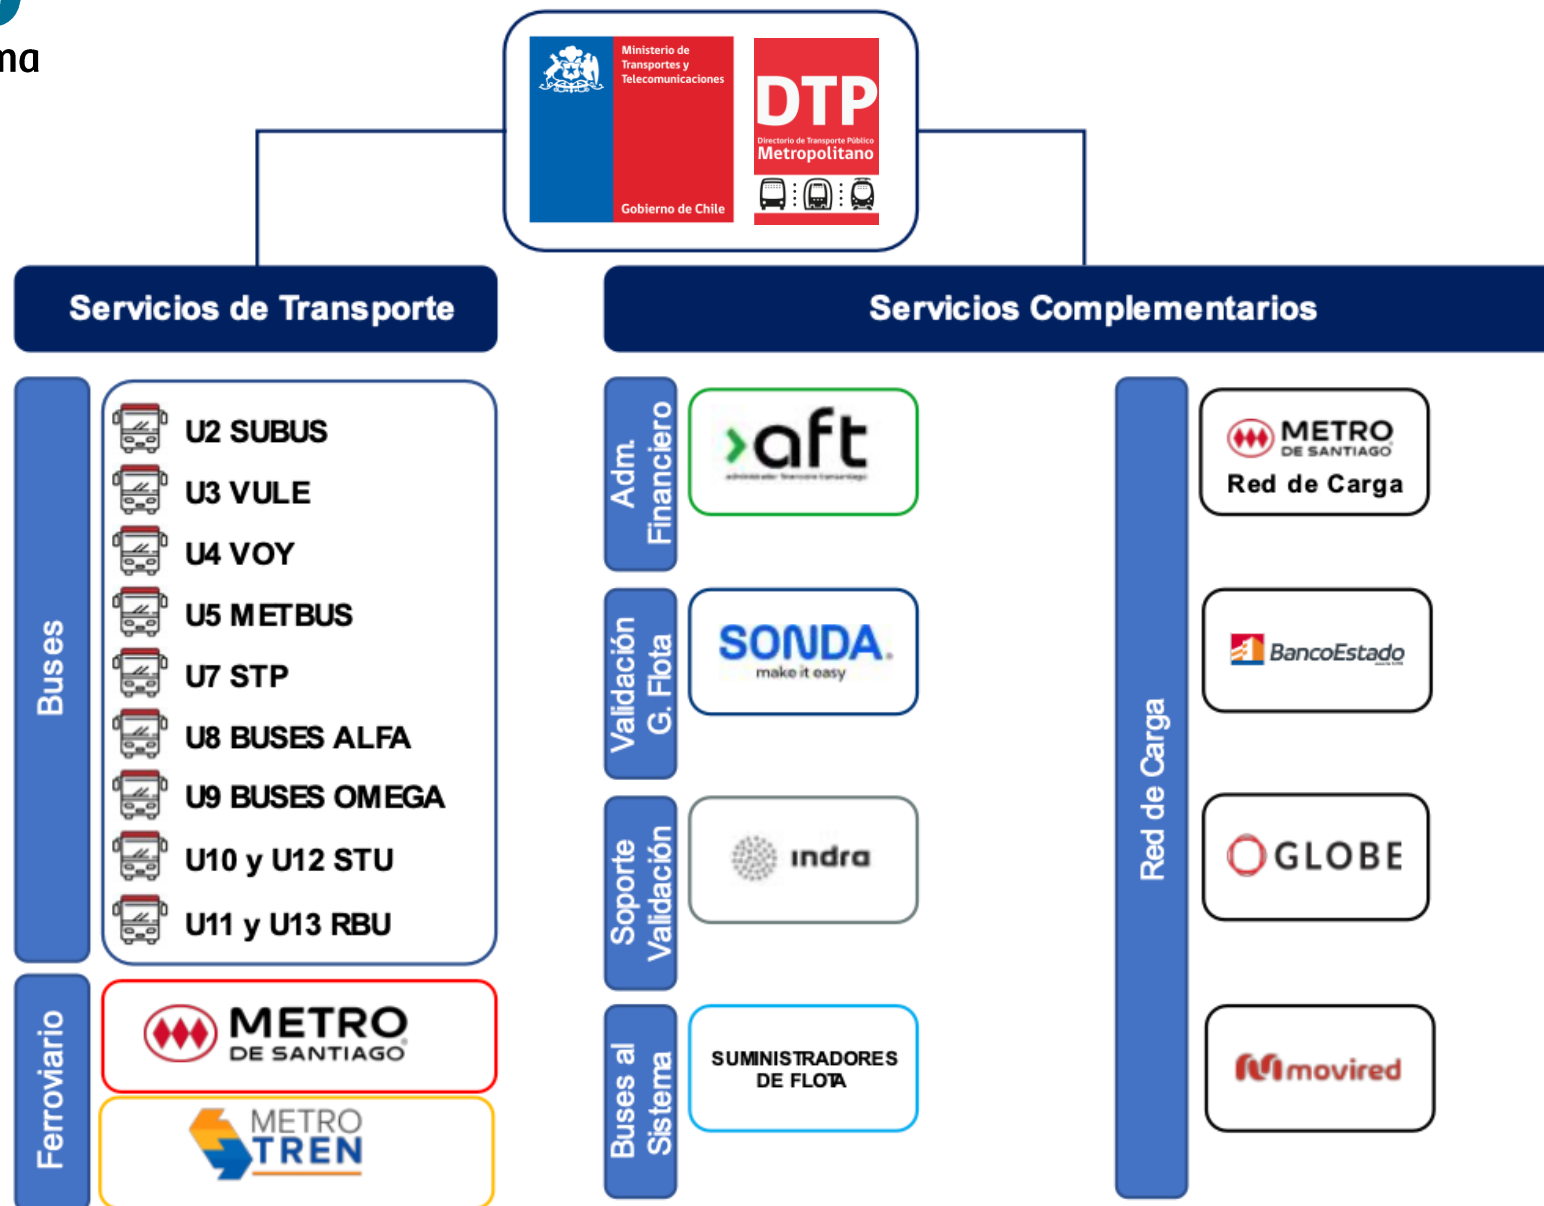 ma
Ministerio de
Transportes y
Telecomunicaciones
Gobierno de Chile
DTP
Directorio de Transporte Público
Metropolitano
Servicios de Transporte
Buses
U2 SUBUS
U3 VULE
U4 VOY
U5 METBUS
U7 STP
U8 BUSES ALFA
U9 BUSES OMEGA
U10 y U12 STU
U11 y U13 RBU
Ferroviario
METRO
DE SANTIAGO
METRO
TREN
Servicios Complementarios
Adm.
Financiero
aft
administrador financiero transantiago
Validación
G. Flota
SONDA
make it easy
Soporte
Validación
indra
Buses al
Sistema
SUMINISTRADORES
DE FLOTA
Red de Carga
METRO
DE SANTIAGO
Red de Carga
BancoEstado
GLOBE
movired